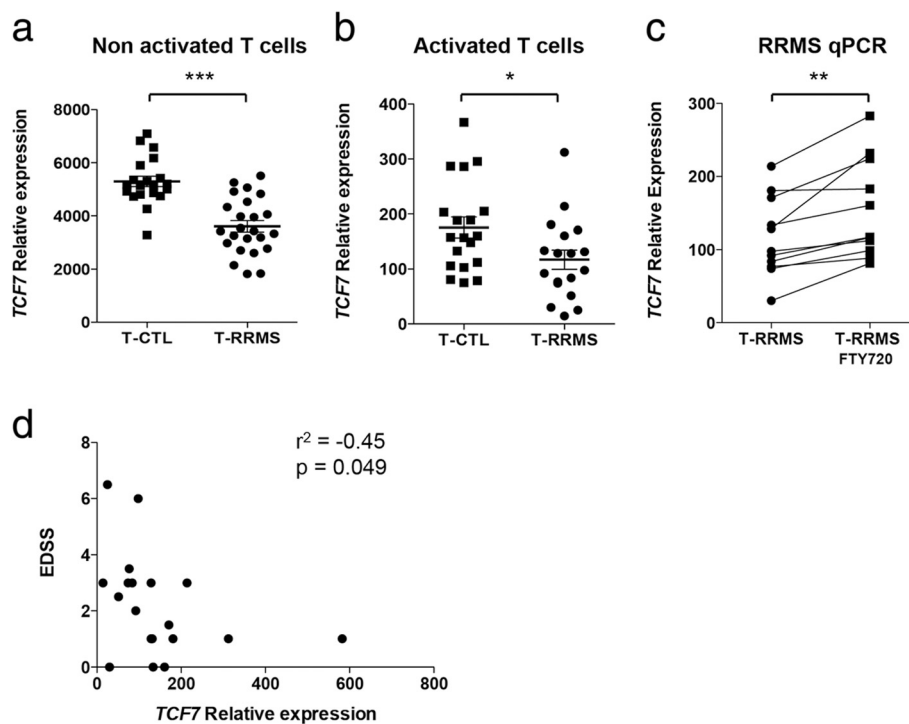 a
Non activated T cells
***
TCF7 Relative expression
8000
6000
4000
2000
0
T-CTL
T-RRMS
b
Activated T cells
*
TCF7 Relative expression
400
300
200
100
0
T-CTL
T-RRMS
c
RRMS qPCR
**
TCF7 Relative Expression
300
200
100
0
T-RRMS
T-RRMS
FTY720
d
r² = -0.45
p = 0.049
EDSS
8
6
4
2
0
0
200
400
600
800
TCF7 Relative expression